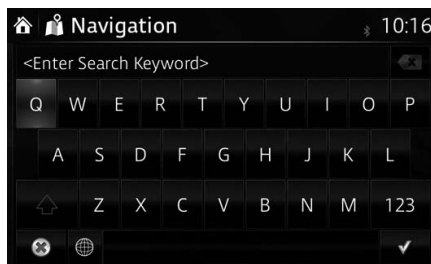 Navigation 10:16
<Enter Search Keyword>
Q W E R T Y U I O P
A S D F G H J K L
Z X C V B N M 123